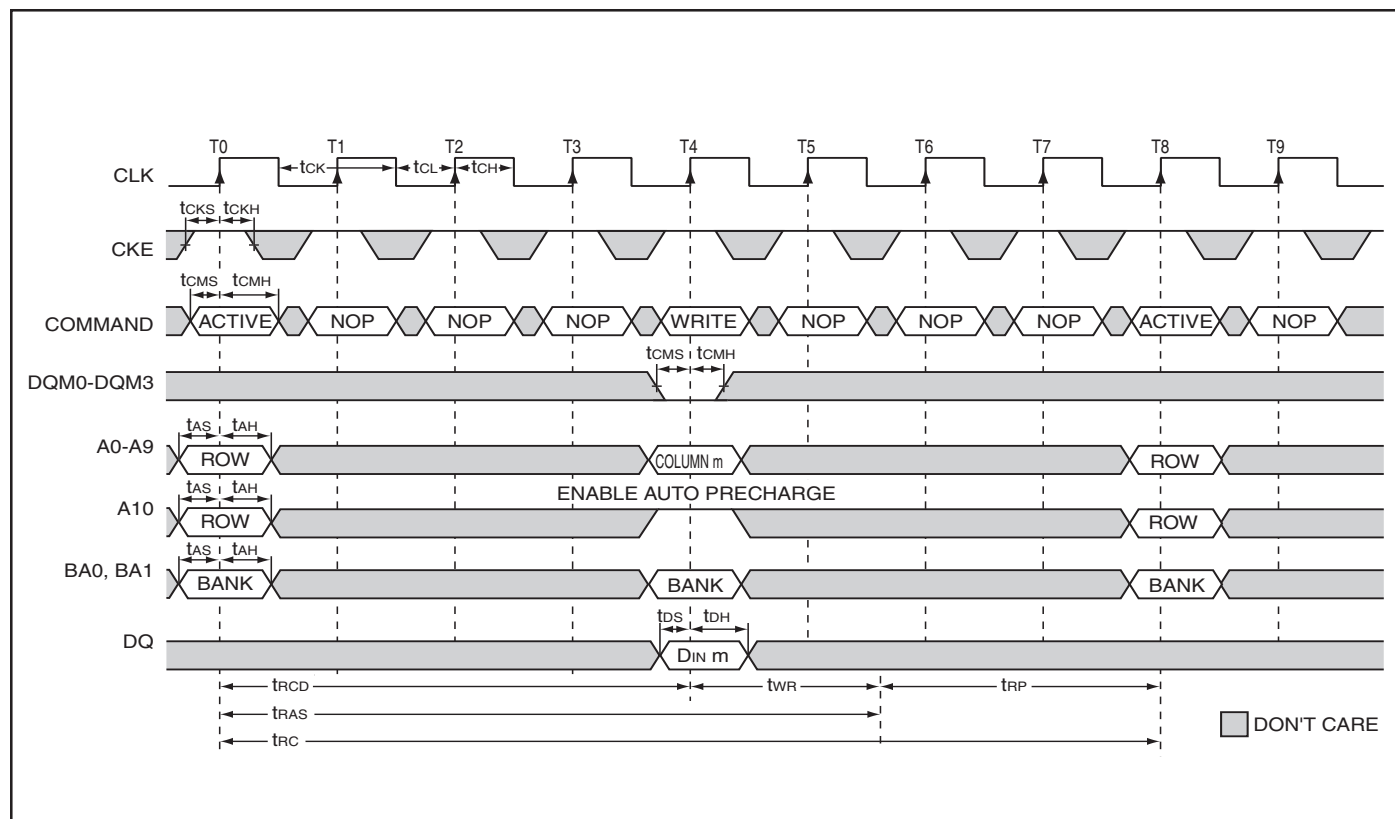 T0 T1 T2 T3 T4 T5 T6 T7 T8 T9
CLK tCK tCL tCH
tCKS tCKH
CKE
tCMS tCMH
COMMAND ACTIVE NOP NOP NOP WRITE NOP NOP NOP ACTIVE NOP
tCMS tCMH
DQM0-DQM3
tAS tAH
A0-A9 ROW COLUMN m ROW
tAS tAH ENABLE AUTO PRECHARGE
A10 ROW ROW
tAS tAH
BA0, BA1 BANK BANK BANK
tDS tDH
DQ DIN m
tRCD tWR tRP
tRAS
tRC
DON'T CARE